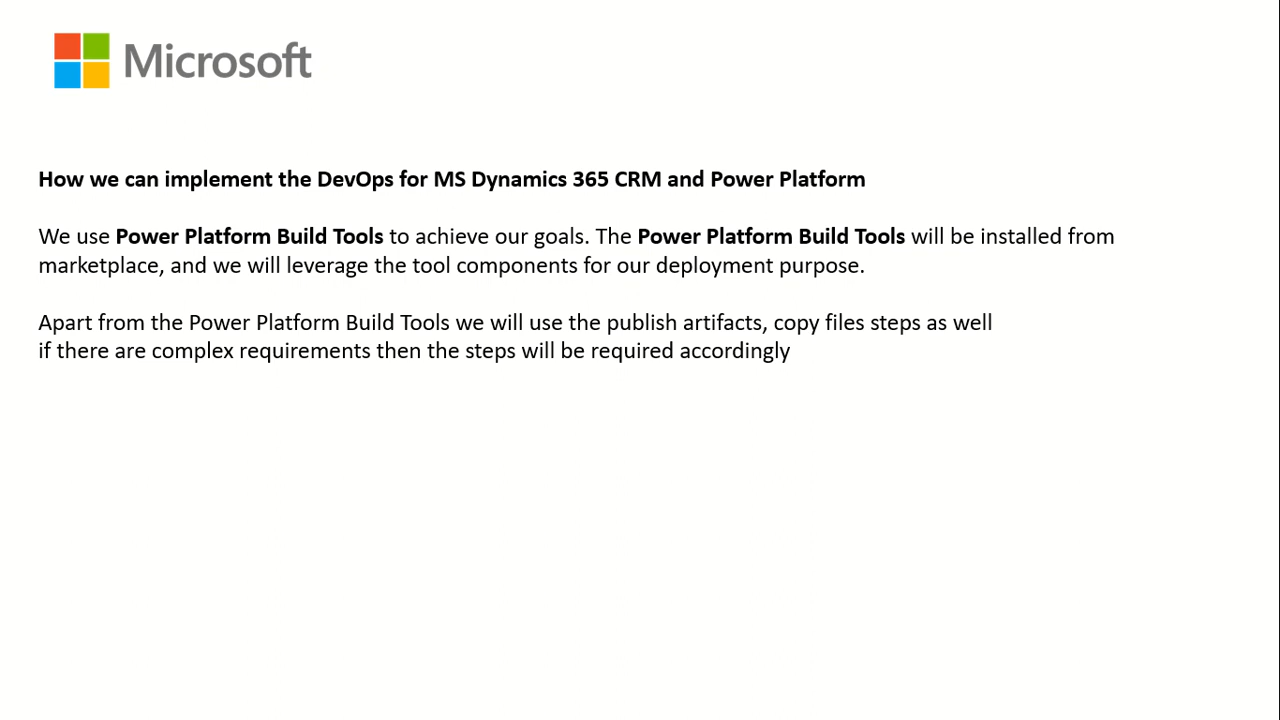 Microsoft
How we can implement the DevOps for MS Dynamics 365 CRM and Power Platform
We use Power Platform Build Tools to achieve our goals. The Power Platform Build Tools will be installed from
marketplace, and we will leverage the tool components for our deployment purpose.
Apart from the Power Platform Build Tools we will use the publish artifacts, copy files steps as well
if there are complex requirements then the steps will be required accordingly